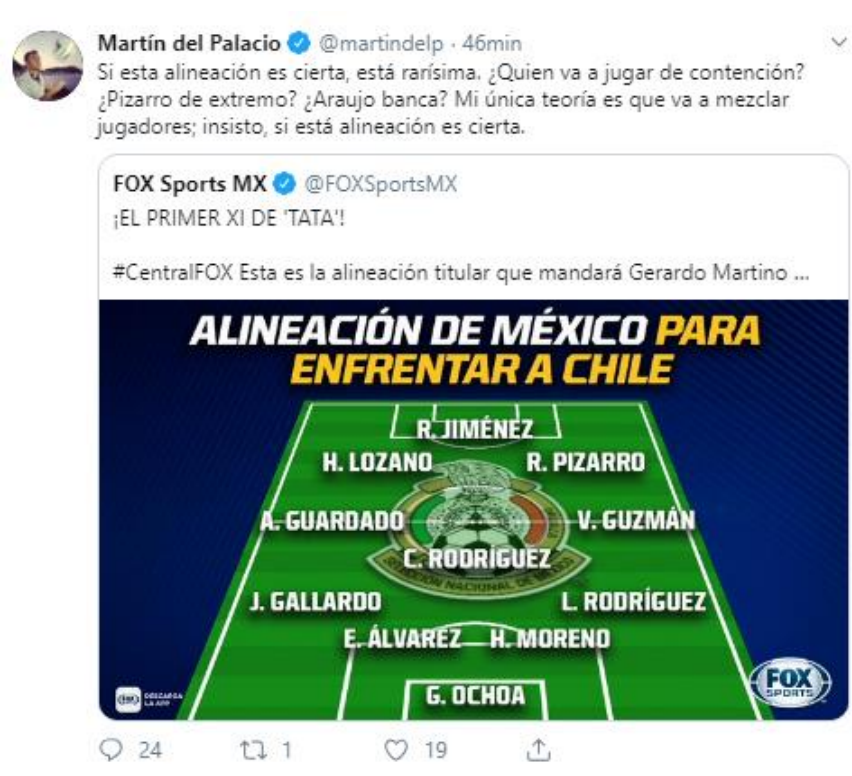 Martín del Palacio @martindelp · 46min
Si esta alineación es cierta, está rarísima. ¿Quien va a jugar de contención?
¿Pizarro de extremo? ¿Araujo banca? Mi única teoría es que va a mezclar
jugadores; insisto, si está alineación es cierta.
FOX Sports MX @FOXSportsMX
¡EL PRIMER XI DE 'TATA'!
#CentralFOX Esta es la alineación titular que mandará Gerardo Martino ...
ALINEACIÓN DE MÉXICO PARA
ENFRENTAR A CHILE
R. JIMÉNEZ
H. LOZANO R. PIZARRO
A. GUARDADO V. GUZMÁN
C. RODRÍGUEZ
J. GALLARDO L. RODRÍGUEZ
E. ÁLVAREZ H. MORENO
G. OCHOA
DESCARGA
LA APP
FOX
SPORTS
24 1 19